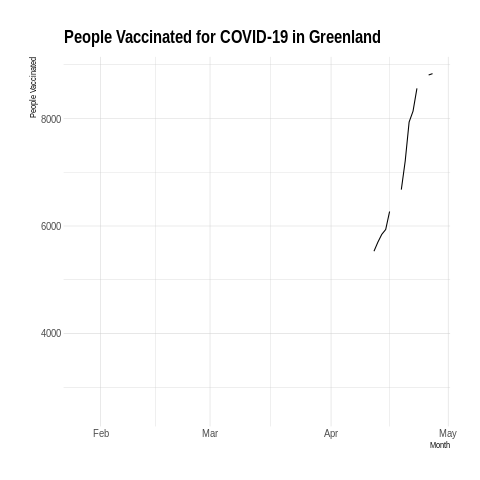 People Vaccinated for COVID-19 in Greenland
People Vaccinated
8000
6000
4000
Feb Mar Apr May
Month